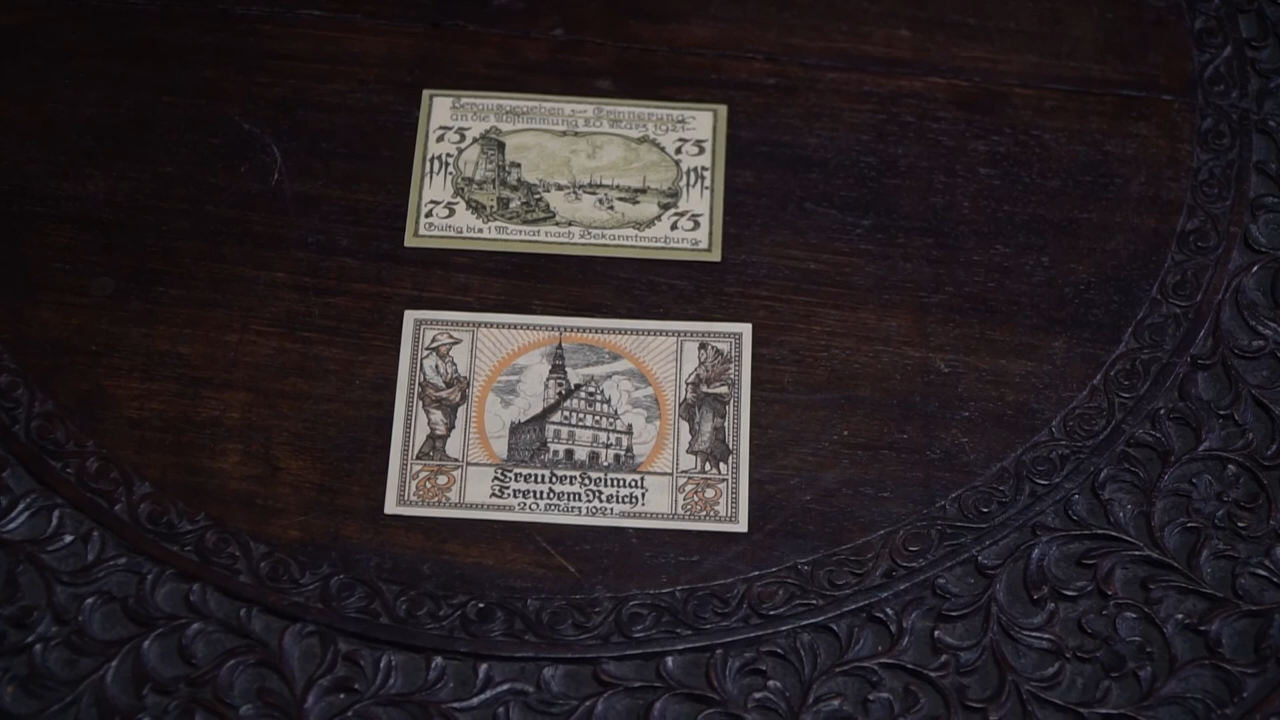 Herausgegeben zur Erinnerung
an die Abstimmung 20. März 1921
75 75
pf. pf.
75 75
Gültig bis 1 Monat nach Bekanntmachung.
Treu der Heimat,
Treu dem Reich!
75 75
20. März 1921